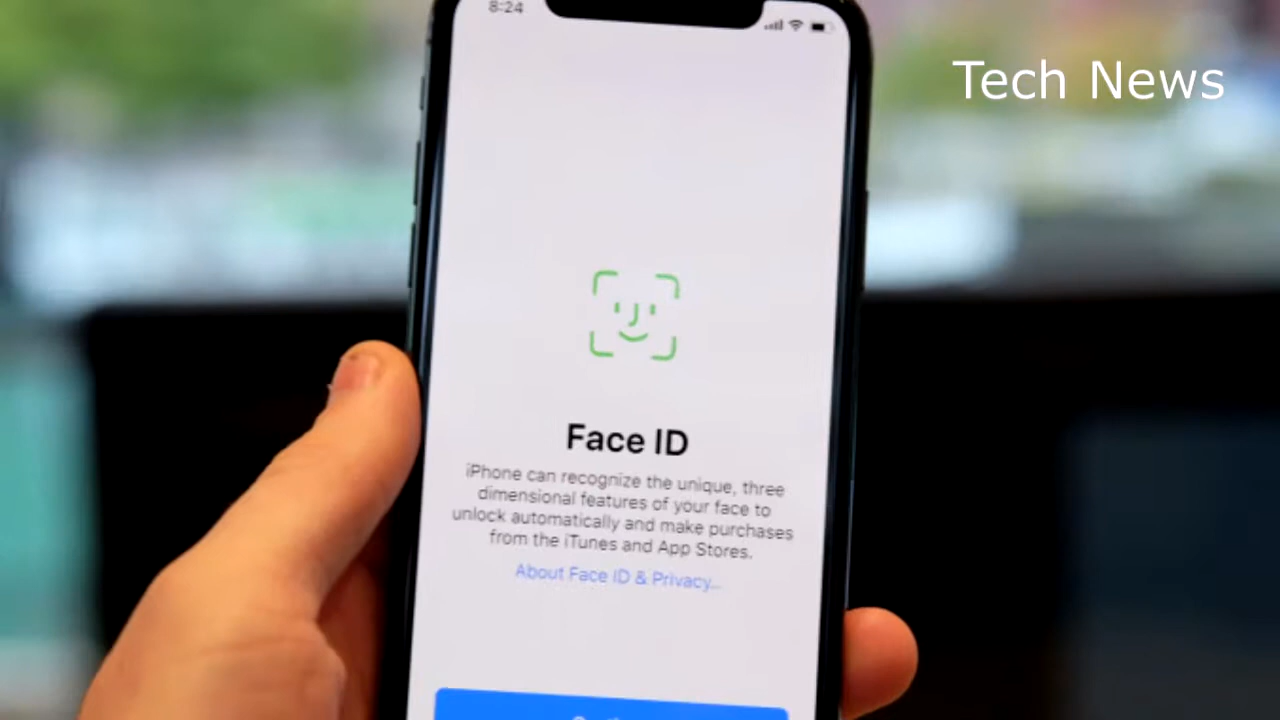 8:24
Tech News
Face ID
iPhone can recognize the unique, three
dimensional features of your face to
unlock automatically and make purchases
from the iTunes and App Stores.
About Face ID & Privacy...